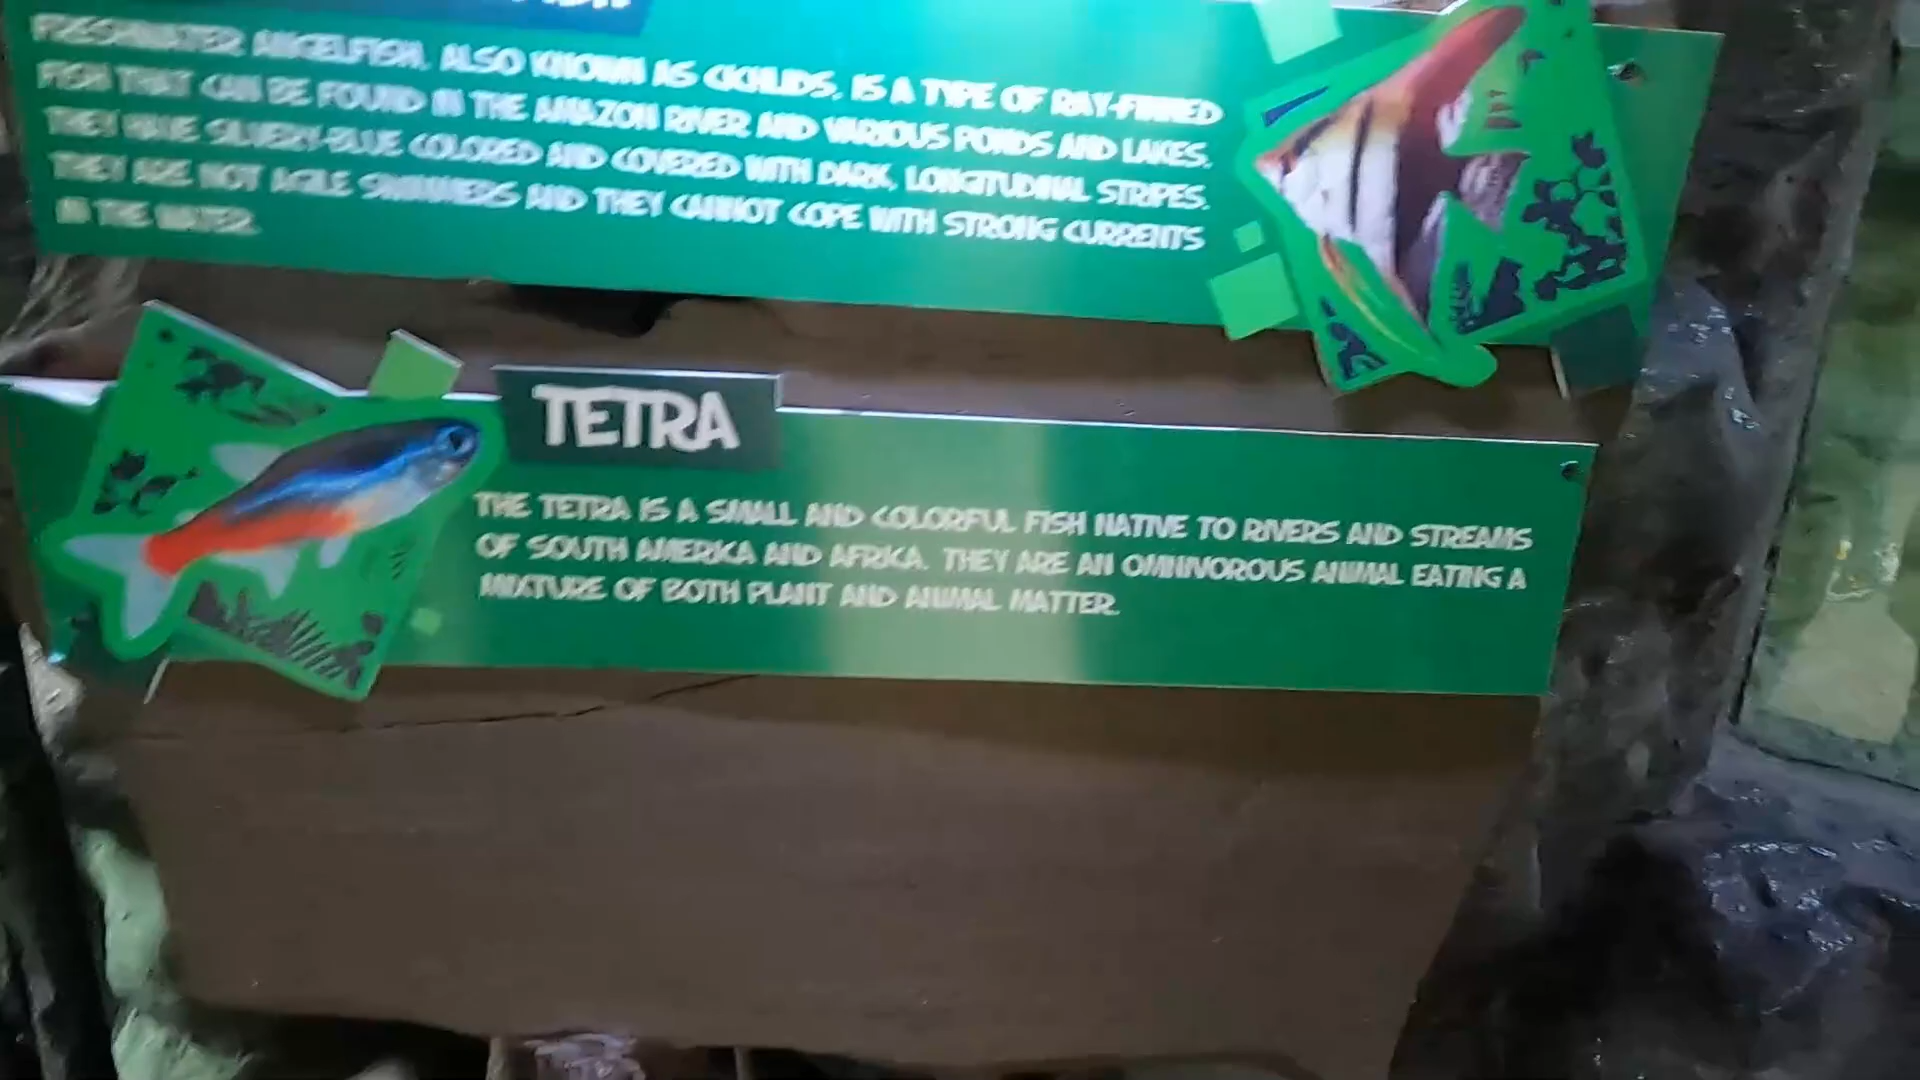 FRESHWATER ANGELFISH, ALSO KNOWN AS CICHLIDS, IS A TYPE OF RAY-FINNED
FISH THAT CAN BE FOUND IN THE AMAZON RIVER AND VARIOUS PONDS AND LAKES.
THEY HAVE SILVERY-BLUE COLORED AND COVERED WITH DARK, LONGITUDINAL STRIPES.
THEY ARE NOT AGILE SWIMMERS AND THEY CANNOT COPE WITH STRONG CURRENTS
IN THE WATER.
TETRA
THE TETRA IS A SMALL AND COLORFUL FISH NATIVE TO RIVERS AND STREAMS
OF SOUTH AMERICA AND AFRICA. THEY ARE AN OMNIVOROUS ANIMAL EATING A
MIXTURE OF BOTH PLANT AND ANIMAL MATTER.